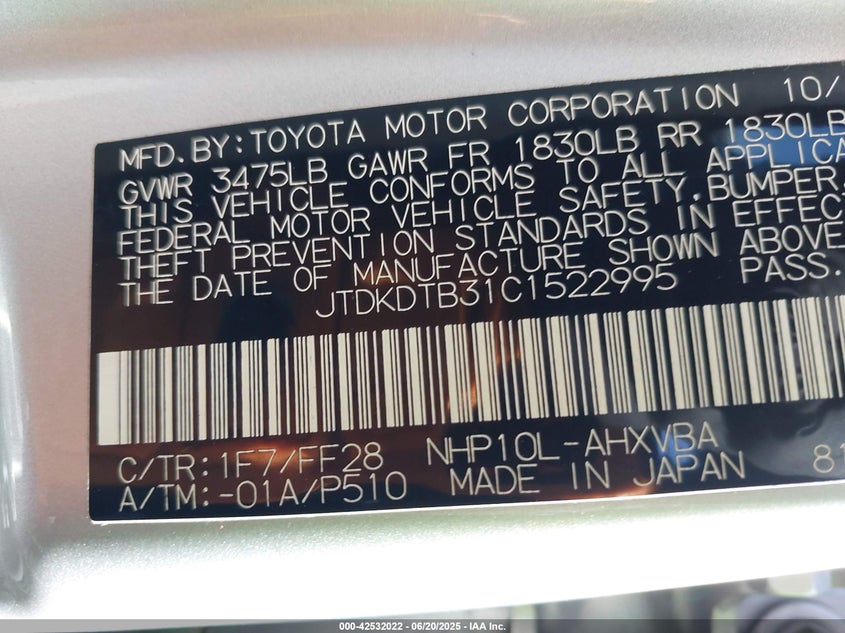 MFD.BY:TOYOTA MOTOR CORPORATION 10/
GVWR 3475LB GAWR FR 1830LB RR 1830LB
THIS VEHICLE CONFORMS TO ALL APPLICA
FEDERAL MOTOR VEHICLE SAFETY,BUMPER,
THEFT PREVENTION STANDARDS IN EFFEC
THE DATE OF MANUFACTURE SHOWN ABOVE
JTDKDTB31C1522995 PASS.
C/TR:1F7/FF28 NHP10L-AHXVBA
A/TM:-01A/P510 MADE IN JAPAN 81
000-42532022 / 06/20/2025 - IAA Inc.